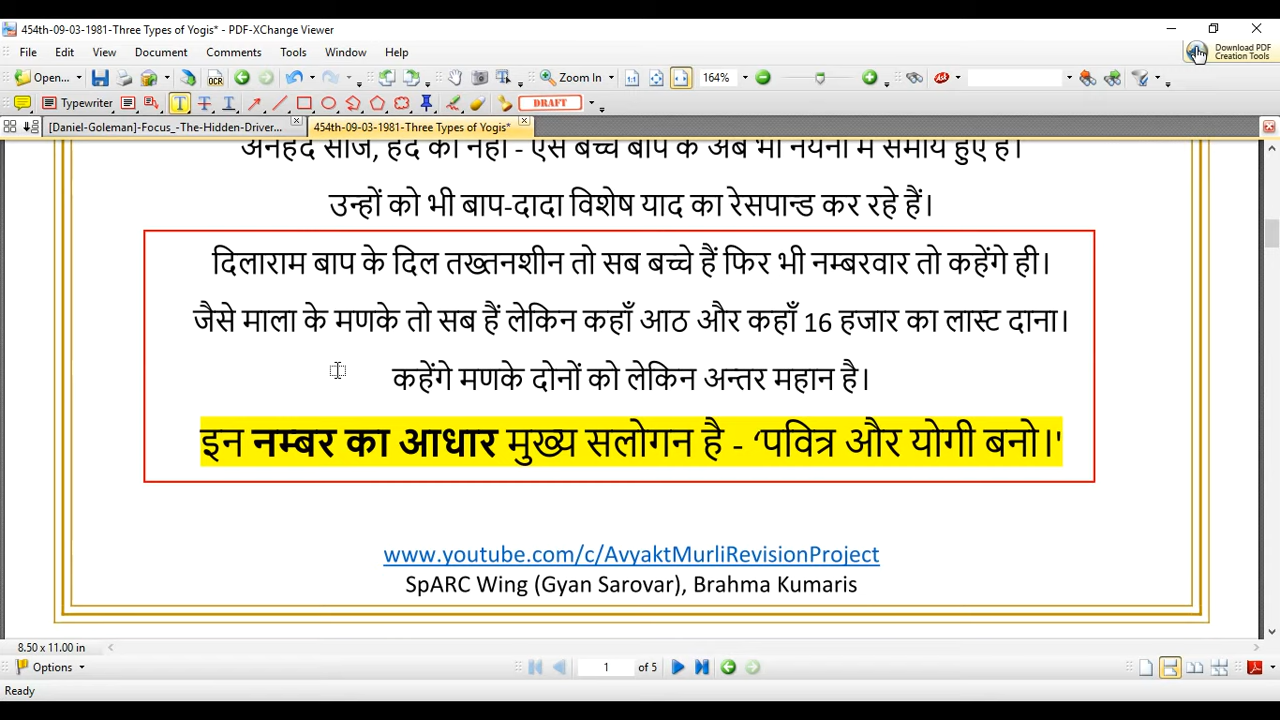 454th-09-03-1981-Three Types of Yogis* - PDF-XChange Viewer
File Edit View Document Comments Tools Window Help
Download PDF
Creation Tools
Open... OCR Zoom In 164% Ask
Typewriter T T T DRAFT
[Daniel-Goleman]-Focus_-The-Hidden-Driver... 454th-09-03-1981-Three Types of Yogis*
उन्हों को भी बाप-दादा विशेष याद का रेसपान्ड कर रहे हैं।
दिलाराम बाप के दिल तख्तनशीन तो सब बच्चे हैं फिर भी नम्बरवार तो कहेंगे ही।
जैसे माला के मणके तो सब हैं लेकिन कहाँ आठ और कहाँ 16 हजार का लास्ट दाना।
कहेंगे मणके दोनों को लेकिन अन्तर महान है।
इन नम्बर का आधार मुख्य सलोगन है - ‘पवित्र और योगी बनो।'
www.youtube.com/c/AvyaktMurliRevisionProject
SpARC Wing (Gyan Sarovar), Brahma Kumaris
8.50 x 11.00 in
Options 1 of 5
Ready